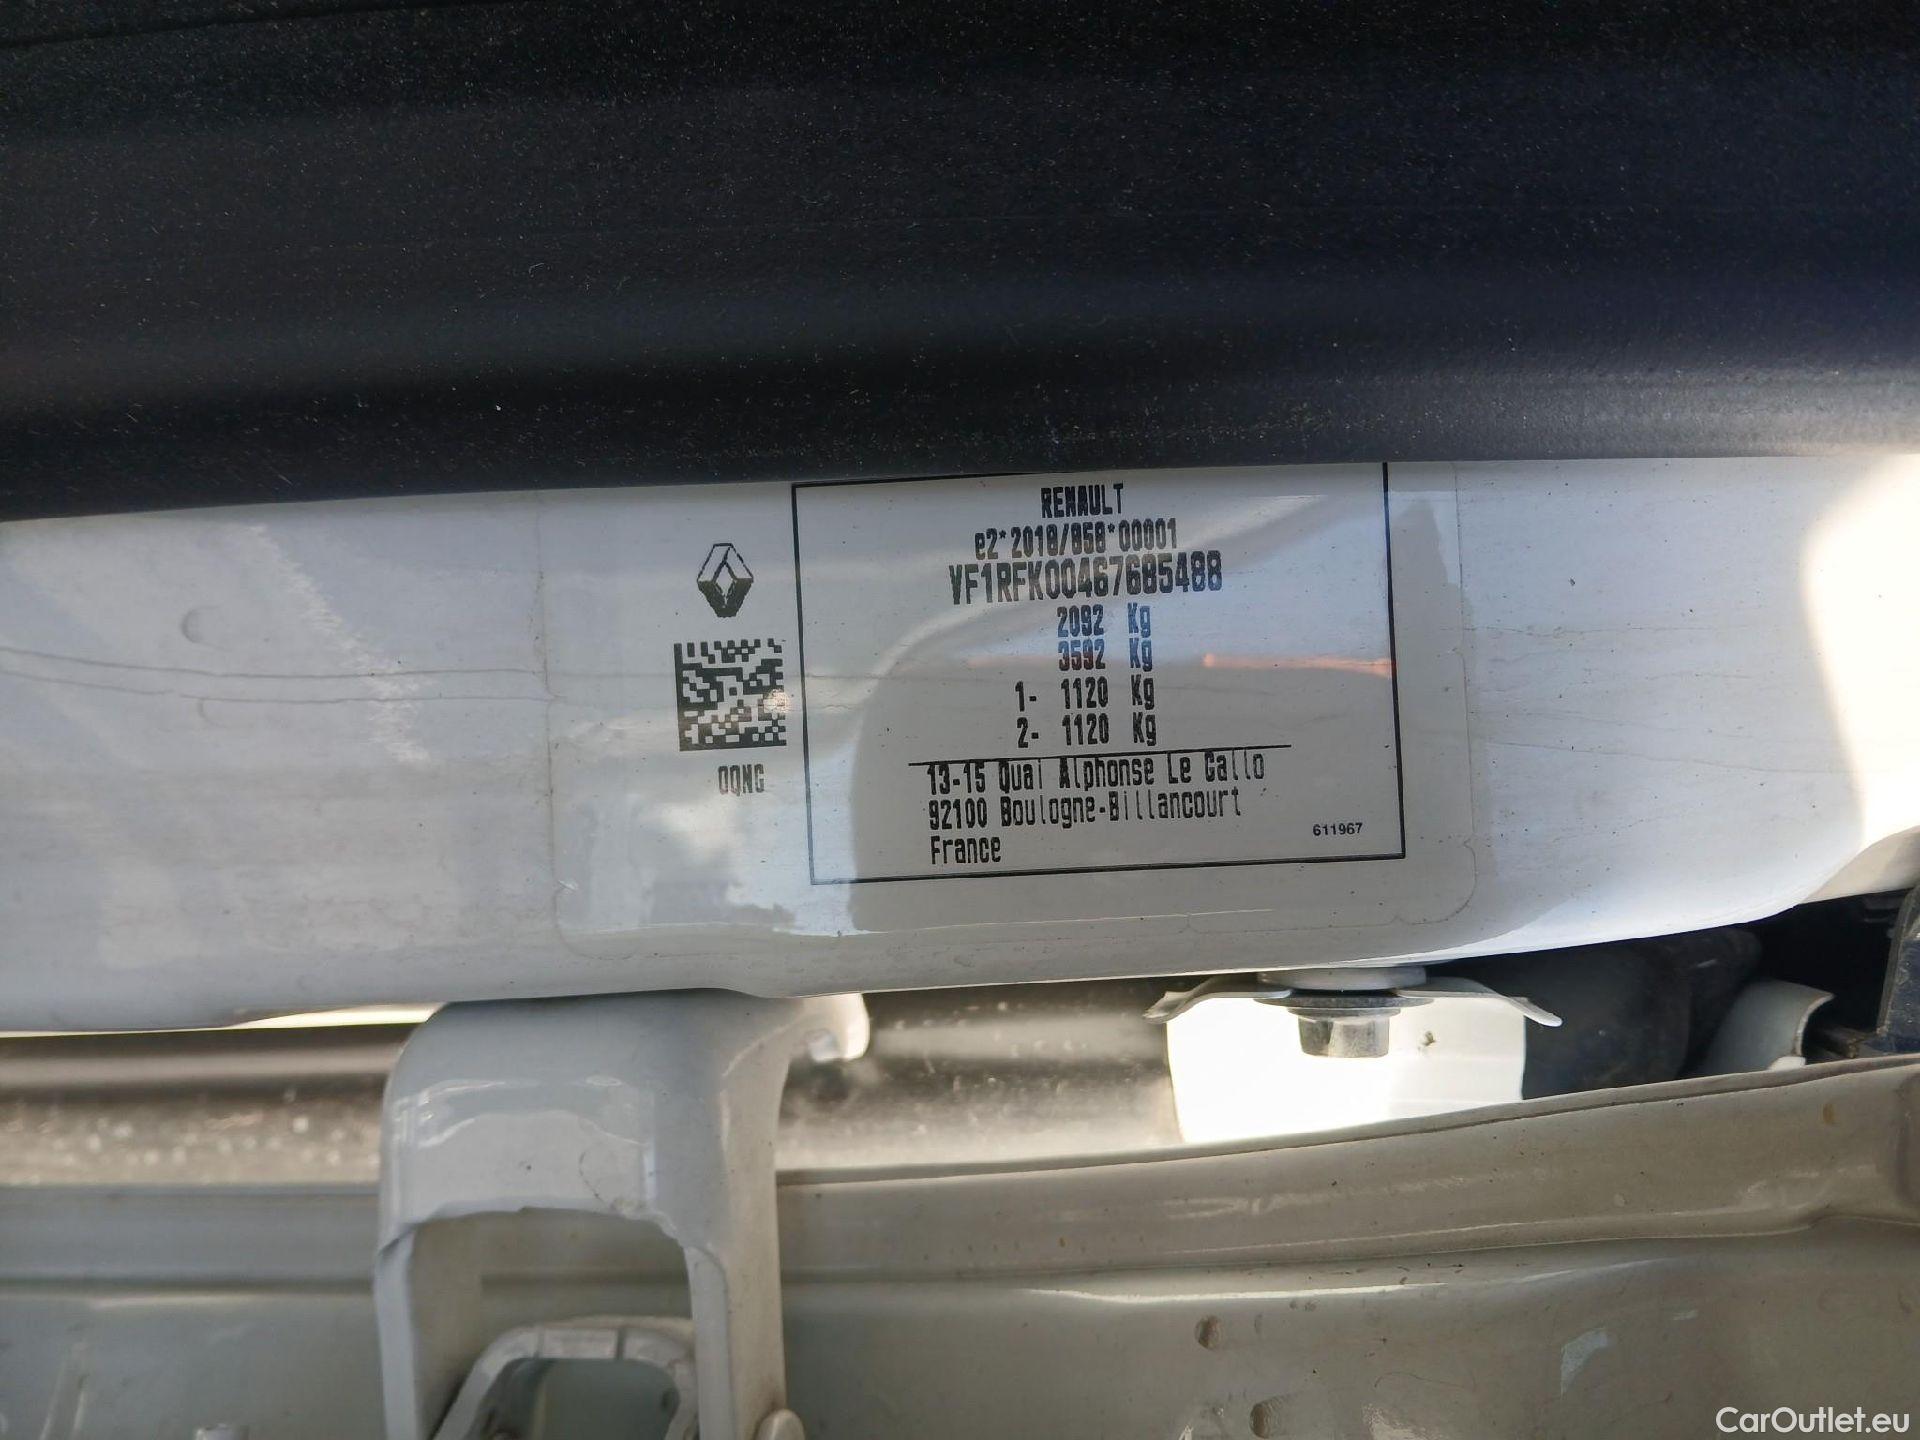 RENAULT
e2*2018/858*00001
VF1RFK00467685488
2092 Kg
3592 Kg
1- 1120 Kg
2- 1120 Kg
0QNG
13-15 Quai Alphonse Le Gallo
92100 Boulogne-Billancourt
France
611967
CarOutlet.eu